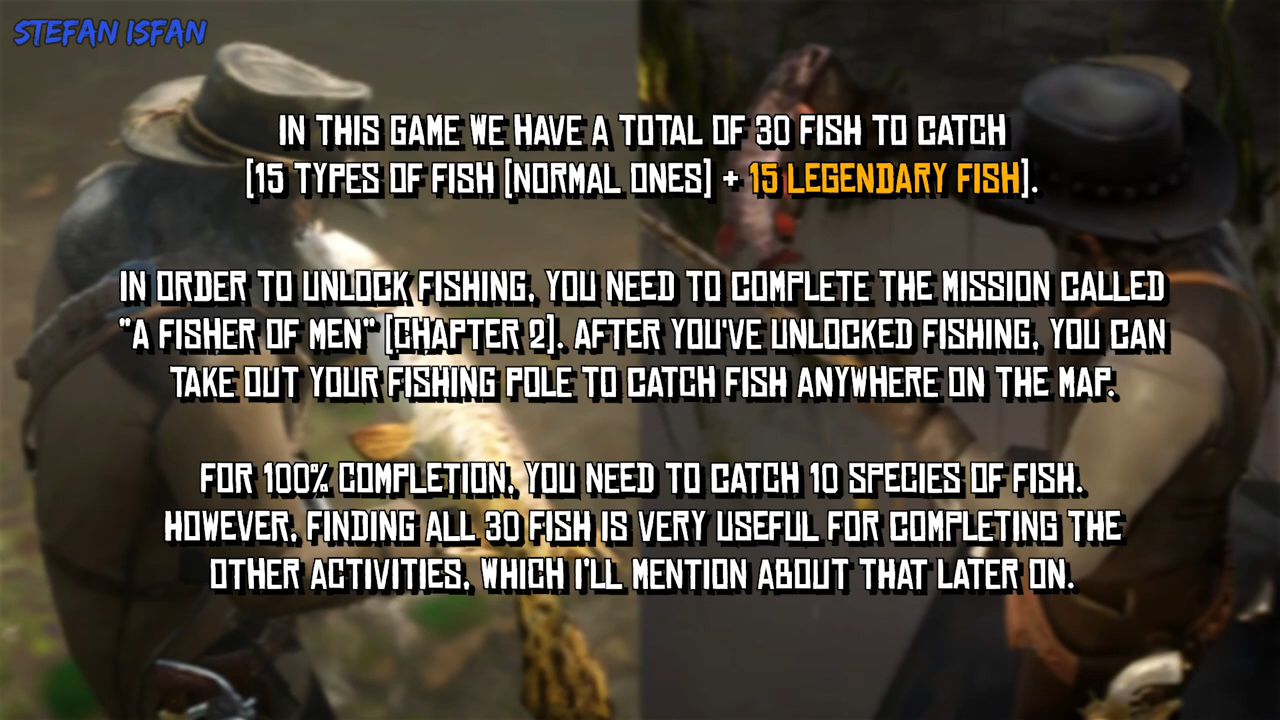 STEFAN ISFAN
IN THIS GAME WE HAVE A TOTAL OF 30 FISH TO CATCH
[15 TYPES OF FISH [NORMAL ONES] + 15 LEGENDARY FISH].
IN ORDER TO UNLOCK FISHING, YOU NEED TO COMPLETE THE MISSION CALLED
"A FISHER OF MEN" [CHAPTER 2]. AFTER YOU'VE UNLOCKED FISHING, YOU CAN
TAKE OUT YOUR FISHING POLE TO CATCH FISH ANYWHERE ON THE MAP.
FOR 100% COMPLETION, YOU NEED TO CATCH 10 SPECIES OF FISH.
HOWEVER, FINDING ALL 30 FISH IS VERY USEFUL FOR COMPLETING THE
OTHER ACTIVITIES, WHICH I'LL MENTION ABOUT THAT LATER ON.